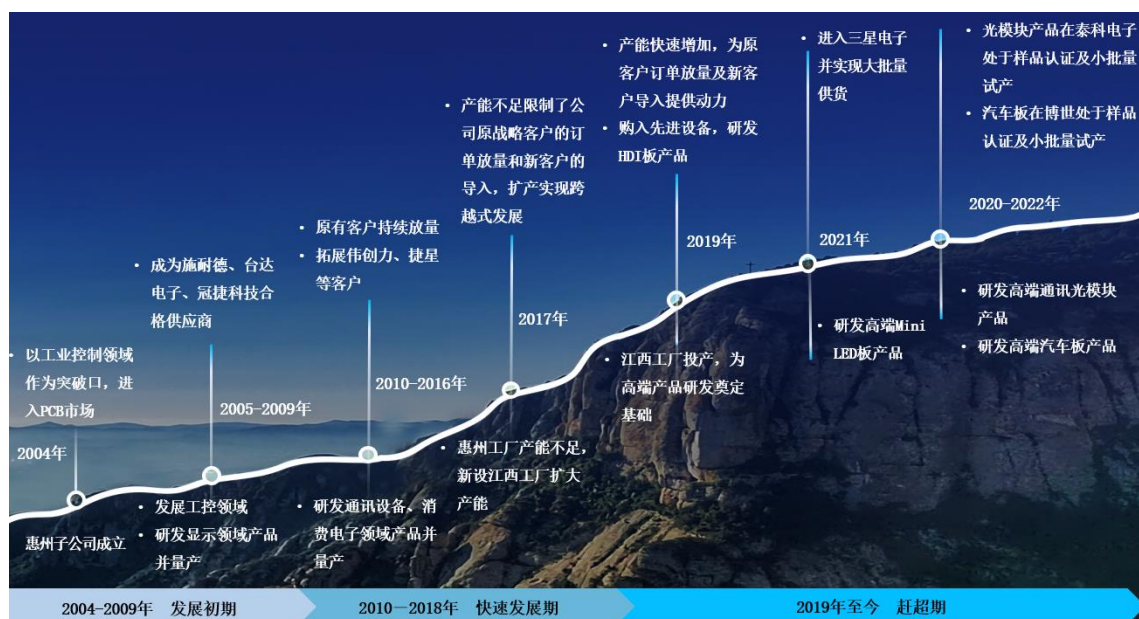 • 以工业控制领域
作为突破口，进
入PCB市场
2004年
惠州子公司成立
• 成为施耐德、台达
电子、冠捷科技合
格供应商
2005-2009年
• 发展工控领域
• 研发显示领域产品
并量产
• 原有客户持续放量
• 拓展伟创力、捷星
等客户
2010-2016年
• 研发通讯设备、消
费电子领域产品并
量产
• 产能不足限制了公
司原战略客户的订
单放量和新客户的
导入，扩产实现跨
越式发展
2017年
• 惠州工厂产能不足，
新设江西工厂扩大
产能
• 产能快速增加，为原
客户订单放量及新客
户导入提供动力
• 购入先进设备，研发
HDI板产品
2019年
• 江西工厂投产，为
高端产品研发奠定
基础
• 进入三星电子
并实现大批量
供货
2021年
• 研发高端Mini
LED板产品
• 光模块产品在泰科电子
处于样品认证及小批量
试产
• 汽车板在博世处于样品
认证及小批量试产
2020-2022年
• 研发高端通讯光模块
产品
• 研发高端汽车板产品
2004-2009年 发展初期
2010—2018年 快速发展期
2019年至今 赶超期